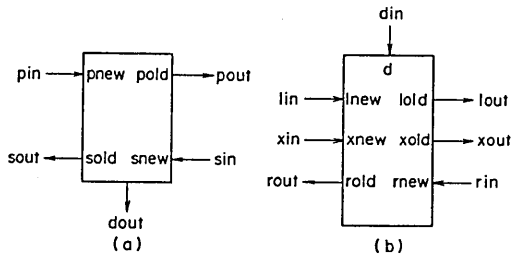 din
d
pin pnew pold pout
lin lnew lold lout
xin xnew xold xout
sout sold snew sin
rout rold rnew rin
dout
(a) (b)